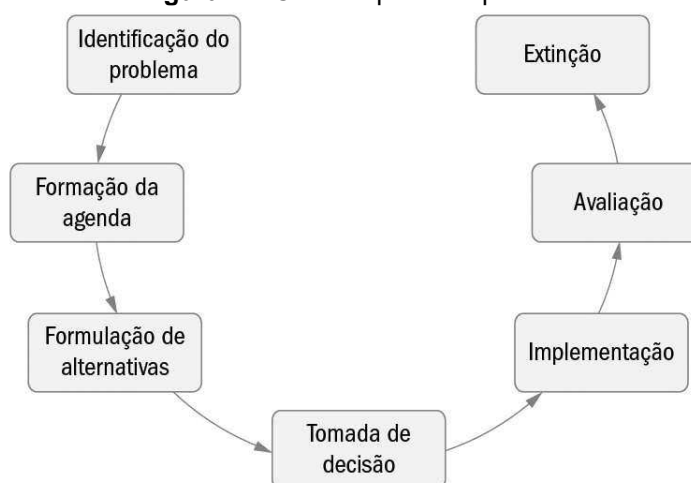 Identificação do
problema
Formação da
agenda
Formulação de
alternativas
Tomada de
decisão
Implementação
Avaliação
Extinção